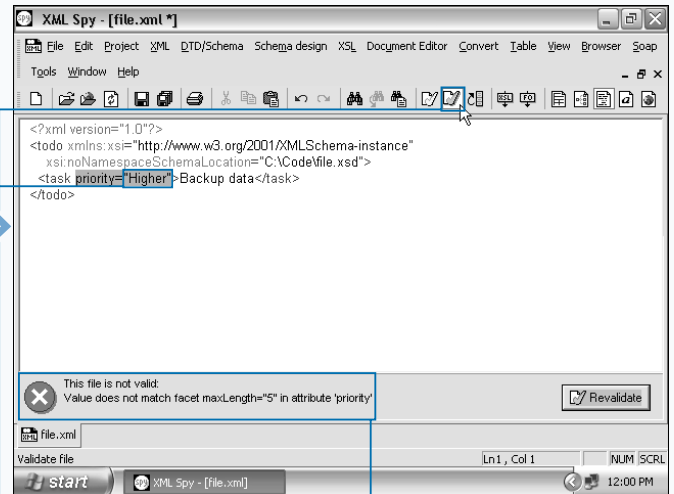 XML Spy - [file.xml *]
File Edit Project XML DTD/Schema Schema design XSL Document Editor Convert Table View Browser Soap
Tools Window Help
<?xml version="1.0"?>
<todo xmlns:xsi="http://www.w3.org/2001/XMLSchema-instance"
xsi:noNamespaceSchemaLocation="C:\Code\file.xsd">
<task priority="Higher">Backup data</task>
</todo>
This file is not valid:
Value does not match facet maxLength="5" in attribute 'priority'
Revalidate
file.xml
Validate file Ln 1, Col 1 NUM SCRL
start XML Spy - [file.xml] 12:00 PM